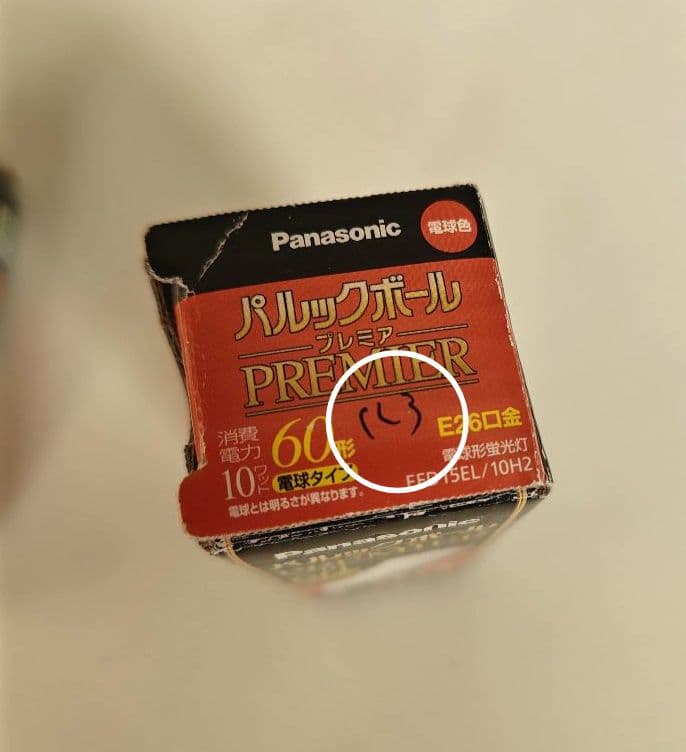 Panasonic
電球色
パルックボール
プレミア
PREMIER
消費
電力
10ワット
60形
電球タイプ
E26口金
電球形蛍光灯
EFD15EL/10H2
電球とは明るさが異なります。
Panasonic